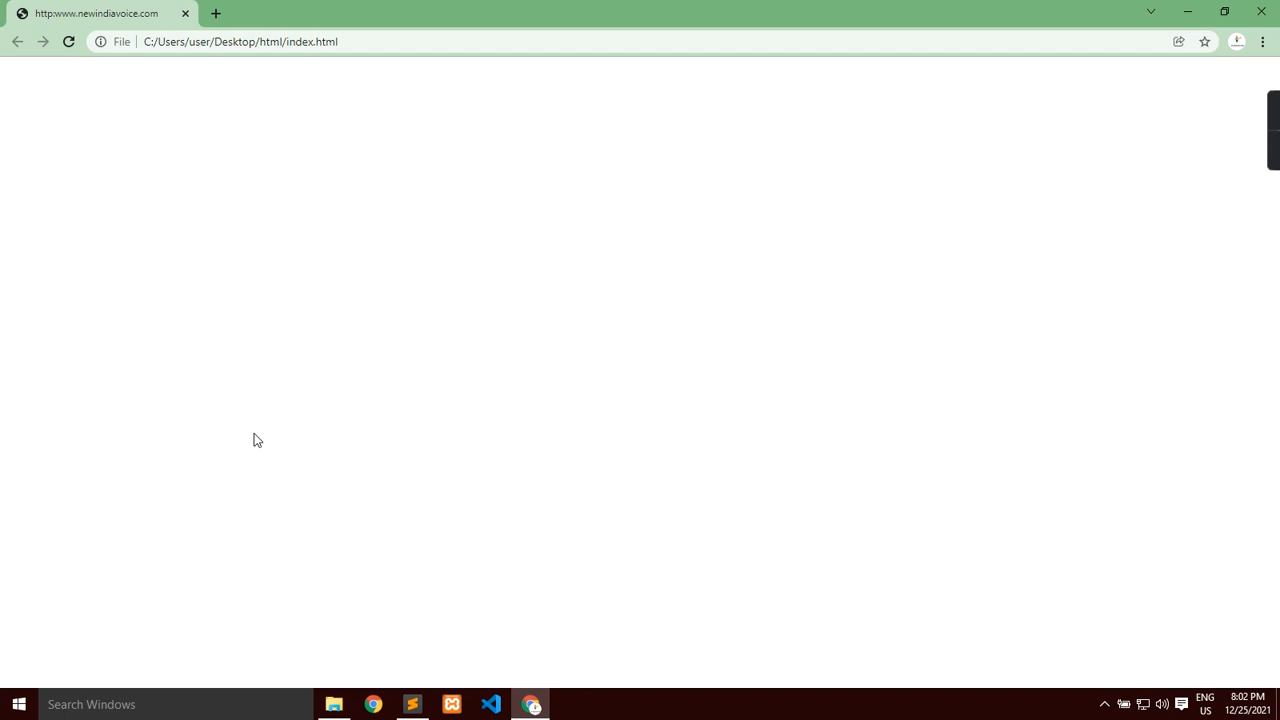 http:www.newindiavoice.com
File
C:/Users/user/Desktop/html/index.html
Search Windows
ENG
US
8:02 PM
12/25/2021